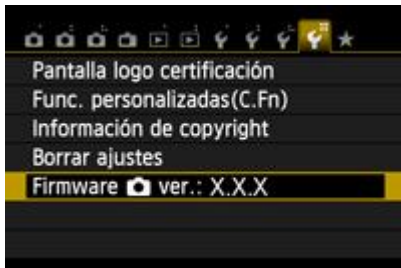 Pantalla logo certificación
Func. personalizadas(C.Fn)
Información de copyright
Borrar ajustes
Firmware ver.: X.X.X